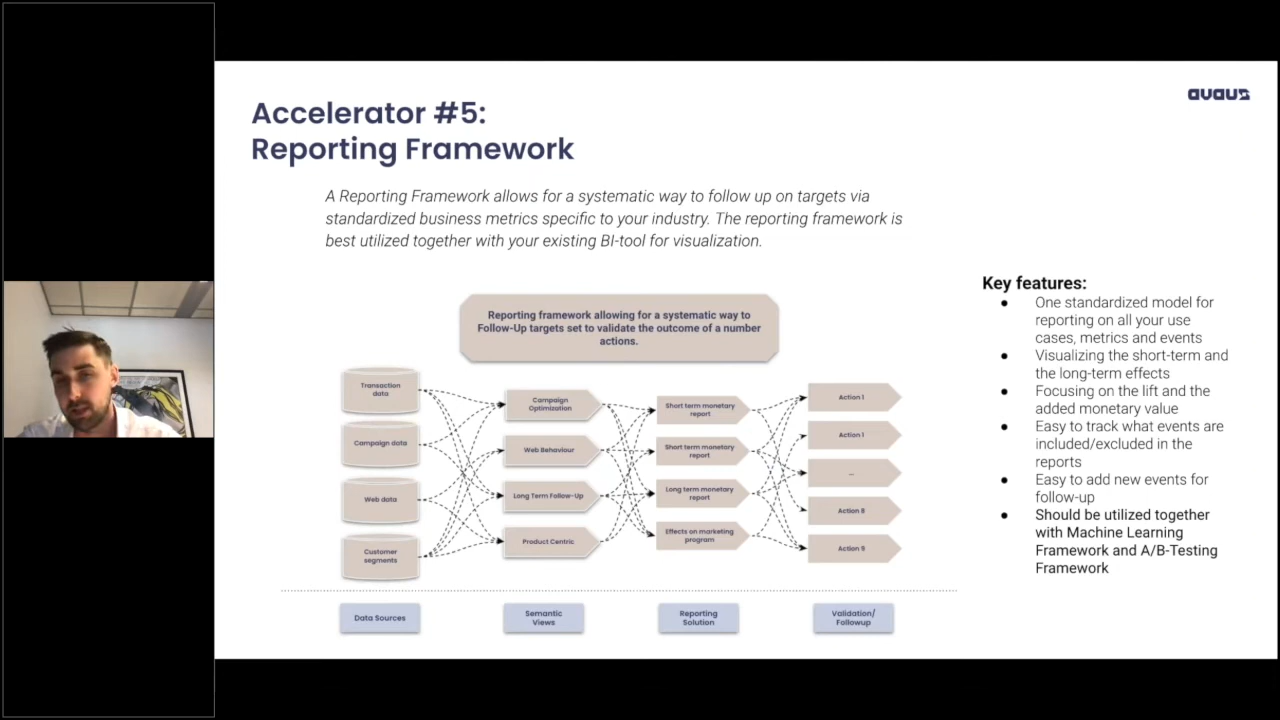 avaus
Accelerator #5:
Reporting Framework
A Reporting Framework allows for a systematic way to follow up on targets via
standardized business metrics specific to your industry. The reporting framework is
best utilized together with your existing BI-tool for visualization.
Reporting framework allowing for a systematic way to
Follow-Up targets set to validate the outcome of a number
actions.
Transaction
data
Campaign data
Web data
Customer
segments
Campaign
Optimization
Web Behaviour
Long Term Follow-Up
Product Centric
Short term monetary
report
Short term monetary
report
Long term monetary
report
Effects on marketing
program
Action 1
Action 1
...
Action 8
Action 9
Data Sources
Semantic
Views
Reporting
Solution
Validation/
Followup
Key features:
● One standardized model for
reporting on all your use
cases, metrics and events
● Visualizing the short-term and
the long-term effects
● Focusing on the lift and the
added monetary value
● Easy to track what events are
included/excluded in the
reports
● Easy to add new events for
follow-up
● Should be utilized together
with Machine Learning
Framework and A/B-Testing
Framework